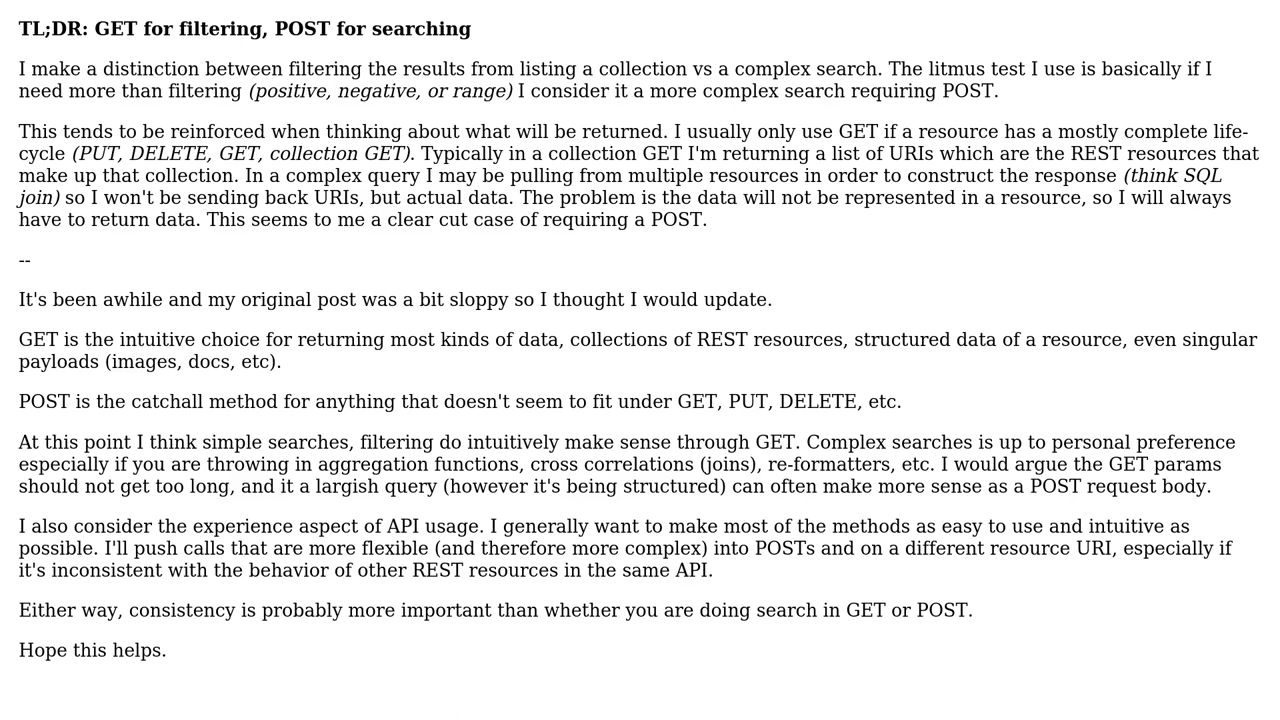 TL;DR: GET for filtering, POST for searching
I make a distinction between filtering the results from listing a collection vs a complex search. The litmus test I use is basically if I
need more than filtering (positive, negative, or range) I consider it a more complex search requiring POST.
This tends to be reinforced when thinking about what will be returned. I usually only use GET if a resource has a mostly complete life-
cycle (PUT, DELETE, GET, collection GET). Typically in a collection GET I'm returning a list of URIs which are the REST resources that
make up that collection. In a complex query I may be pulling from multiple resources in order to construct the response (think SQL
join) so I won't be sending back URIs, but actual data. The problem is the data will not be represented in a resource, so I will always
have to return data. This seems to me a clear cut case of requiring a POST.
--
It's been awhile and my original post was a bit sloppy so I thought I would update.
GET is the intuitive choice for returning most kinds of data, collections of REST resources, structured data of a resource, even singular
payloads (images, docs, etc).
POST is the catchall method for anything that doesn't seem to fit under GET, PUT, DELETE, etc.
At this point I think simple searches, filtering do intuitively make sense through GET. Complex searches is up to personal preference
especially if you are throwing in aggregation functions, cross correlations (joins), re-formatters, etc. I would argue the GET params
should not get too long, and it a largish query (however it's being structured) can often make more sense as a POST request body.
I also consider the experience aspect of API usage. I generally want to make most of the methods as easy to use and intuitive as
possible. I'll push calls that are more flexible (and therefore more complex) into POSTs and on a different resource URI, especially if
it's inconsistent with the behavior of other REST resources in the same API.
Either way, consistency is probably more important than whether you are doing search in GET or POST.
Hope this helps.